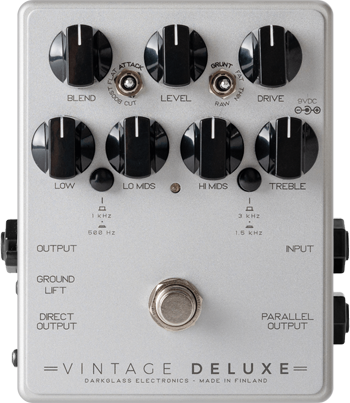 ATTACK
FLAT
BOOST
CUT
GRUNT
FAT
THIN
RAW
BLEND
LEVEL
DRIVE
9VDC
LOW
LO MIDS
HI MIDS
TREBLE
1 kHz
500 Hz
3 kHz
1.5 kHz
OUTPUT
INPUT
GROUND
LIFT
DIRECT
OUTPUT
PARALLEL
OUTPUT
VINTAGE DELUXE
DARKGLASS ELECTRONICS - MADE IN FINLAND